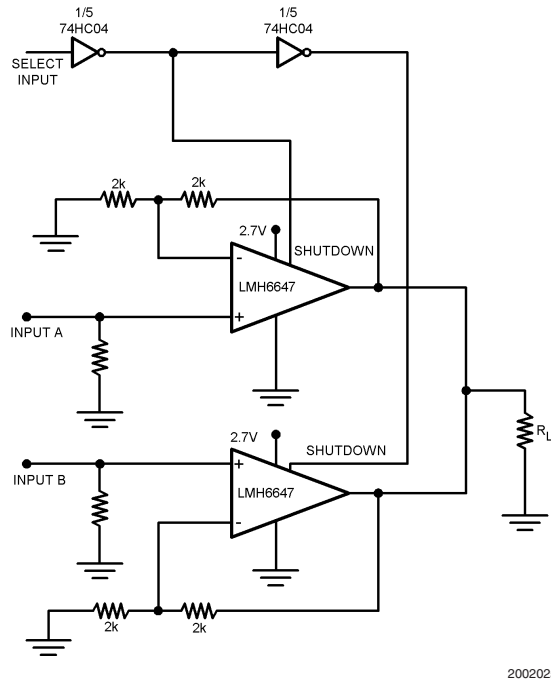 1/5
74HC04
1/5
74HC04
SELECT
INPUT
2k
2k
2.7V
SHUTDOWN
-
LMH6647
+
INPUT A
2.7V
SHUTDOWN
+
LMH6647
-
INPUT B
RL
2k
2k
200202